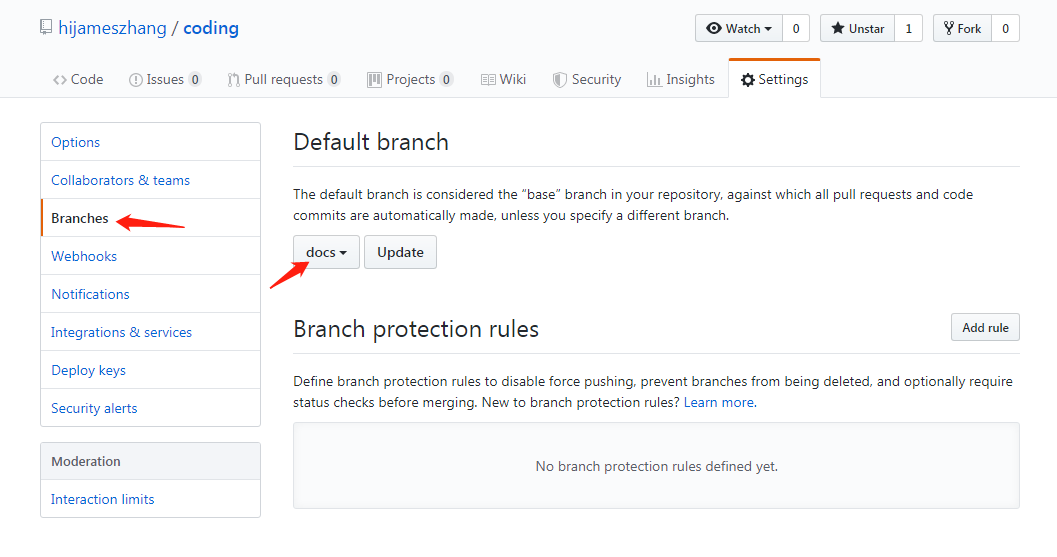 hijameszhang / coding
Watch 0 Unstar 1 Fork 0
Code Issues 0 Pull requests 0 Projects 0 Wiki Security Insights Settings
Options
Collaborators & teams
Branches
Webhooks
Notifications
Integrations & services
Deploy keys
Security alerts
Moderation
Interaction limits
Default branch
The default branch is considered the “base” branch in your repository, against which all pull requests and code
commits are automatically made, unless you specify a different branch.
docs Update
Branch protection rules Add rule
Define branch protection rules to disable force pushing, prevent branches from being deleted, and optionally require
status checks before merging. New to branch protection rules? Learn more.
No branch protection rules defined yet.